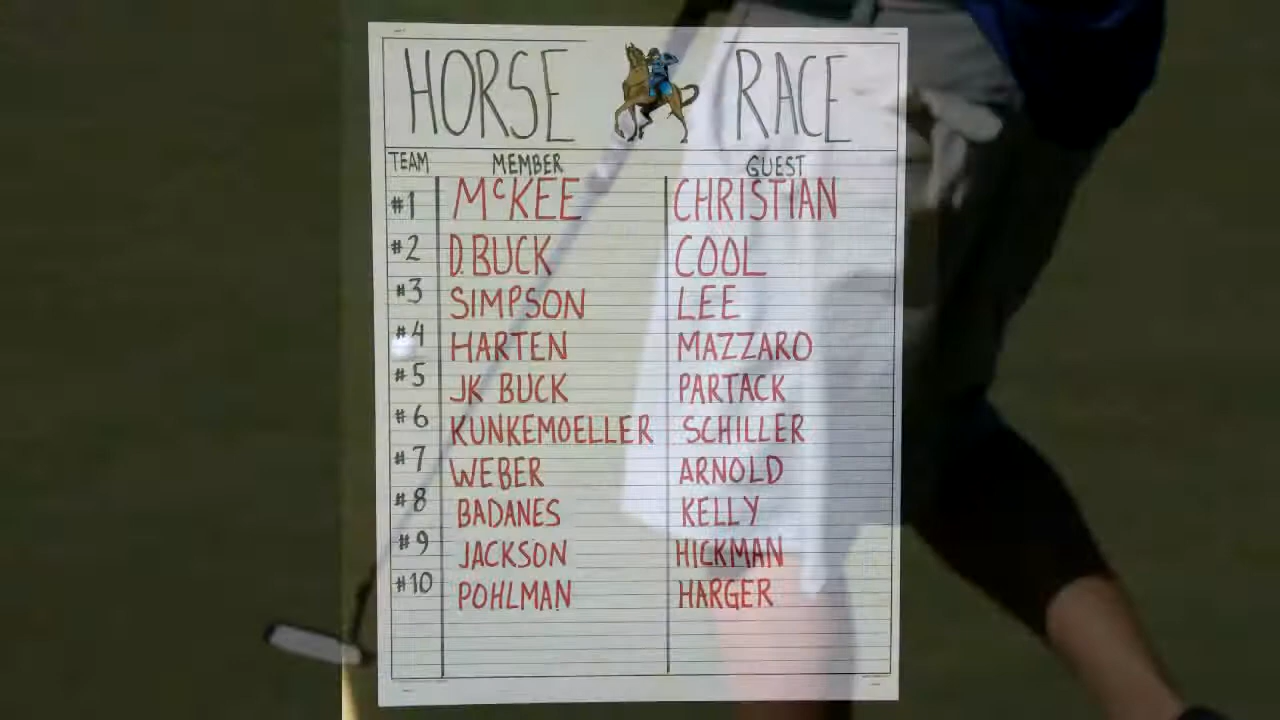 HORSE RACE
TEAM MEMBER GUEST
#1 McKEE CHRISTIAN
#2 D. BUCK COOL
#3 SIMPSON LEE
#4 HARTEN MAZZARO
#5 JK BUCK PARTACK
#6 KUNKEMOELLER SCHILLER
#7 WEBER ARNOLD
#8 BADANES KELLY
#9 JACKSON HICKMAN
#10 POHLMAN HARGER